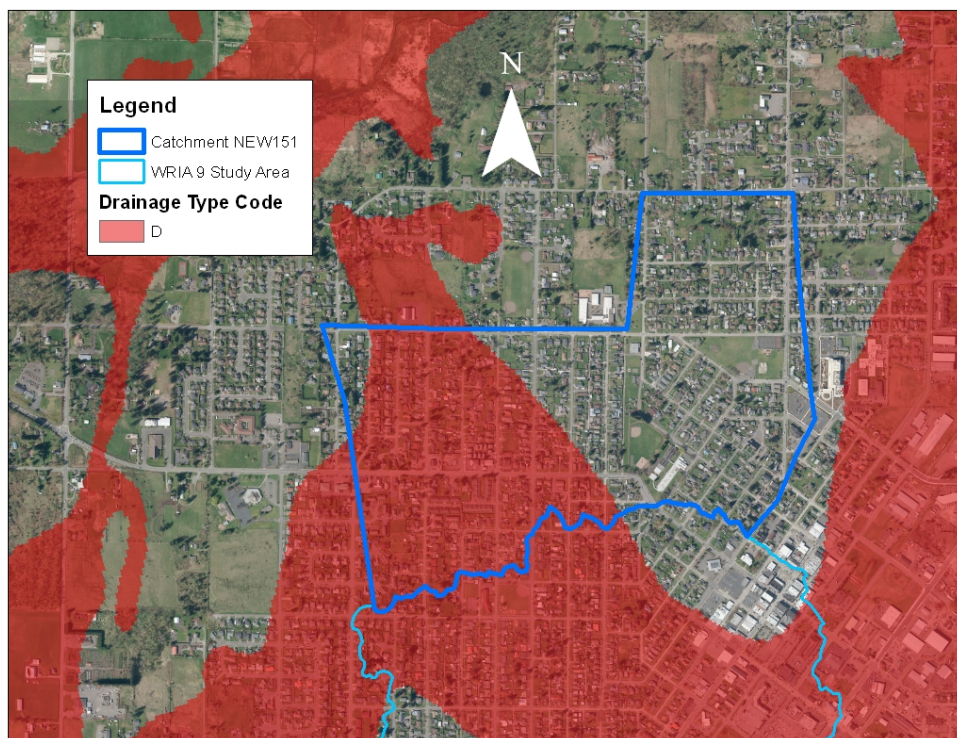 N
Legend
Catchment NEW151
WRIA 9 Study Area
Drainage Type Code
D